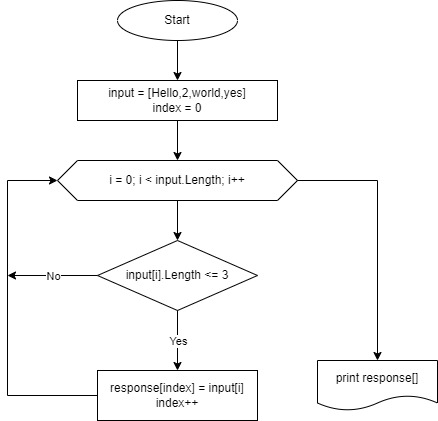 Start
input = [Hello,2,world,yes]
index = 0
i = 0; i < input.Length; i++
input[i].Length <= 3
No
Yes
response[index] = input[i]
index++
print response[]